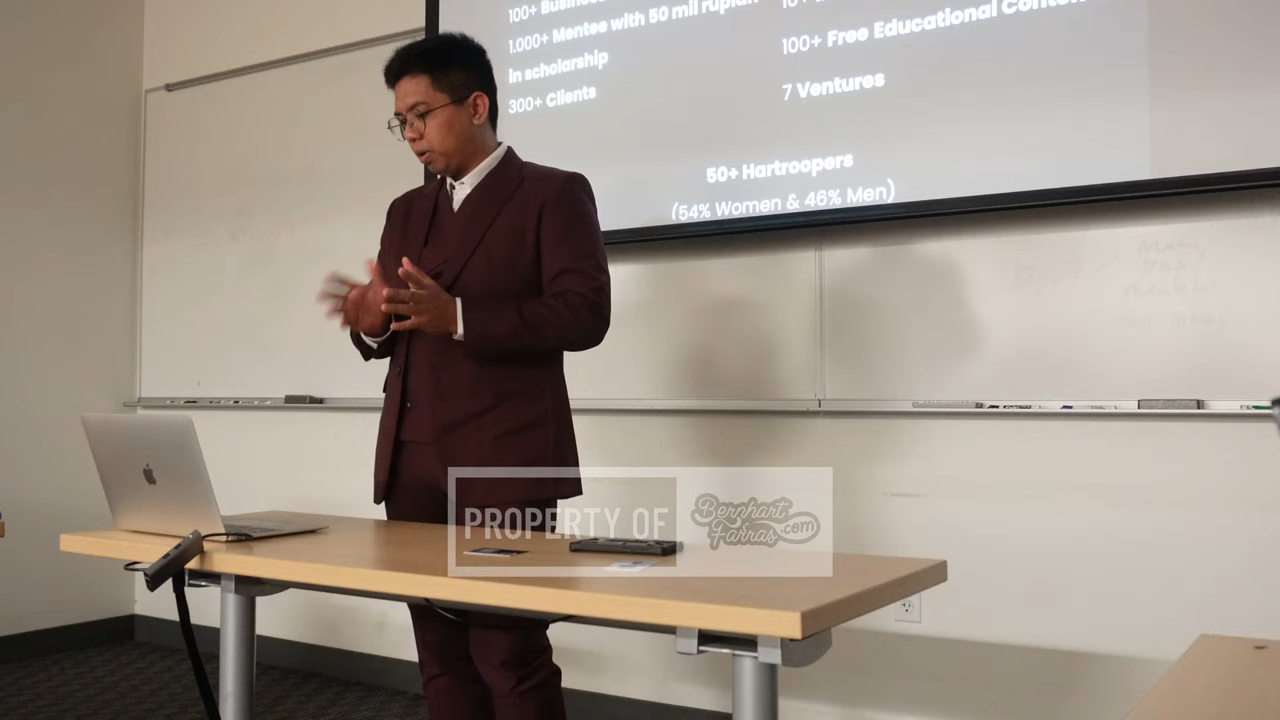 100+
1.000+ Mentee with 50 mil rupiah
In scholarship
300+ Clients
100+ Free Educational
7 Ventures
50+ Hartroopers
(54% Women & 46% Men)
PROPERTY OF
Bernhart
Farras.com